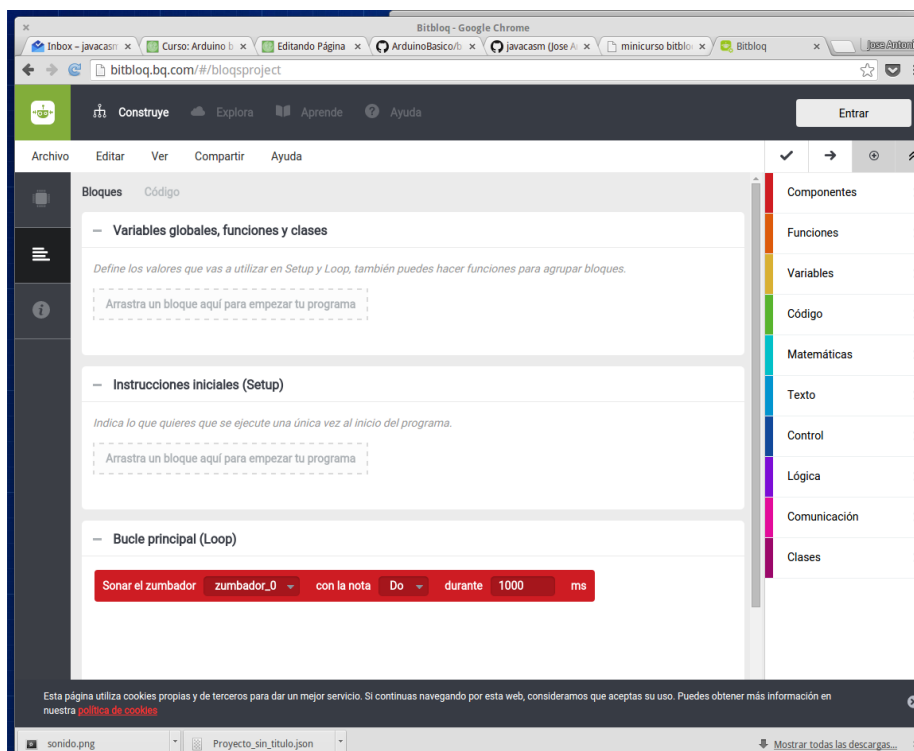 Bitbloq - Google Chrome
Inbox – javacasm
Curso: Arduino b
Editando Página
ArduinoBasico/b
javacasm (Jose A
minicurso bitblo
Bitbloq
Jose Antoni
bitbloq.bq.com/#/bloqsproject
Construye
Explora
Aprende
Ayuda
Entrar
Archivo
Editar
Ver
Compartir
Ayuda
Bloques
Código
Variables globales, funciones y clases
Define los valores que vas a utilizar en Setup y Loop, también puedes hacer funciones para agrupar bloques.
Arrastra un bloque aquí para empezar tu programa
Instrucciones iniciales (Setup)
Indica lo que quieres que se ejecute una única vez al inicio del programa.
Arrastra un bloque aquí para empezar tu programa
Bucle principal (Loop)
Sonar el zumbador zumbador_0 con la nota Do durante 1000 ms
Componentes
Funciones
Variables
Código
Matemáticas
Texto
Control
Lógica
Comunicación
Clases
Esta página utiliza cookies propias y de terceros para dar un mejor servicio. Si continuas navegando por esta web, consideramos que aceptas su uso. Puedes obtener más información en
nuestra política de cookies
sonido.png
Proyecto_sin_titulo.json
Mostrar todas las descargas...